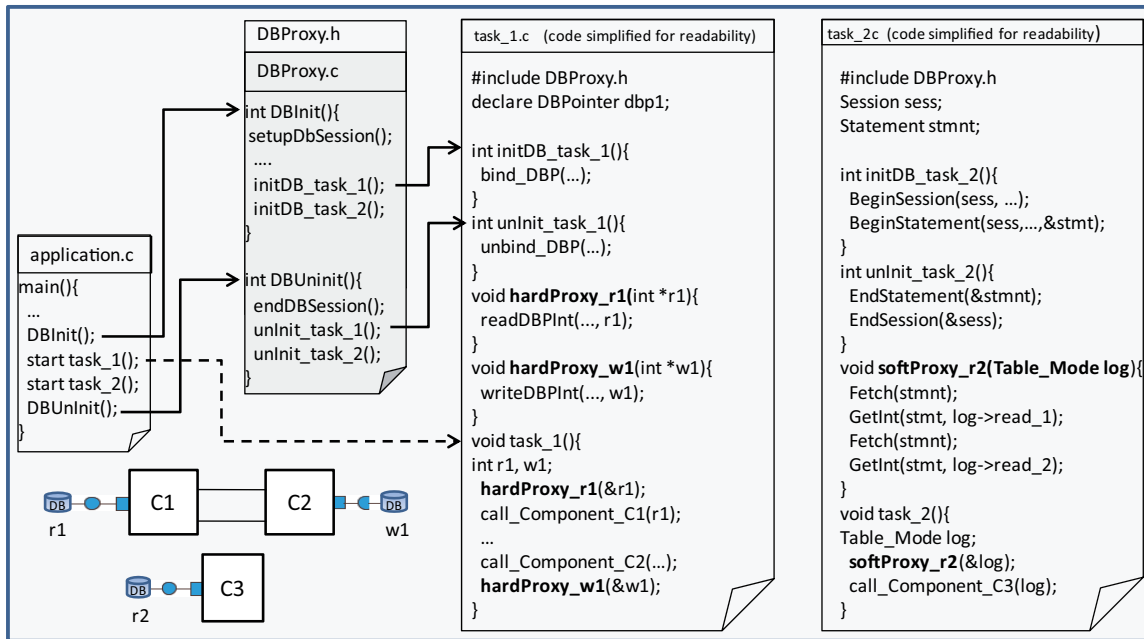 application.c
main(){
...
DBInit();
start task_1();
start task_2();
DBUnInit();
}
DBProxy.h
DBProxy.c
int DBInit(){
setupDbSession();
....
initDB_task_1();
initDB_task_2();
}
int DBUninit(){
endDBSession();
unInit_task_1();
unInit_task_2();
}
task_1.c (code simplified for readability)
#include DBProxy.h
declare DBPointer dbp1;
int initDB_task_1(){
bind_DBP(...);
}
int unInit_task_1(){
unbind_DBP(...);
}
void hardProxy_r1(int *r1){
readDBPInt(..., r1);
}
void hardProxy_w1(int *w1){
writeDBPInt(..., w1);
}
void task_1(){
int r1, w1;
hardProxy_r1(&r1);
call_Component_C1(r1);
...
call_Component_C2(...);
hardProxy_w1(&w1);
}
task_2c (code simplified for readability)
#include DBProxy.h
Session sess;
Statement stmnt;
int initDB_task_2(){
BeginSession(sess, ...);
BeginStatement(sess,...,&stmt);
}
int unInit_task_2(){
EndStatement(&stmnt);
EndSession(&sess);
}
void softProxy_r2(Table_Mode log){
Fetch(stmnt);
GetInt(stmt, log->read_1);
Fetch(stmnt);
GetInt(stmt, log->read_2);
}
void task_2(){
Table_Mode log;
softProxy_r2(&log);
call_Component_C3(log);
}
DB
r1
C1
C2
DB
w1
DB
r2
C3